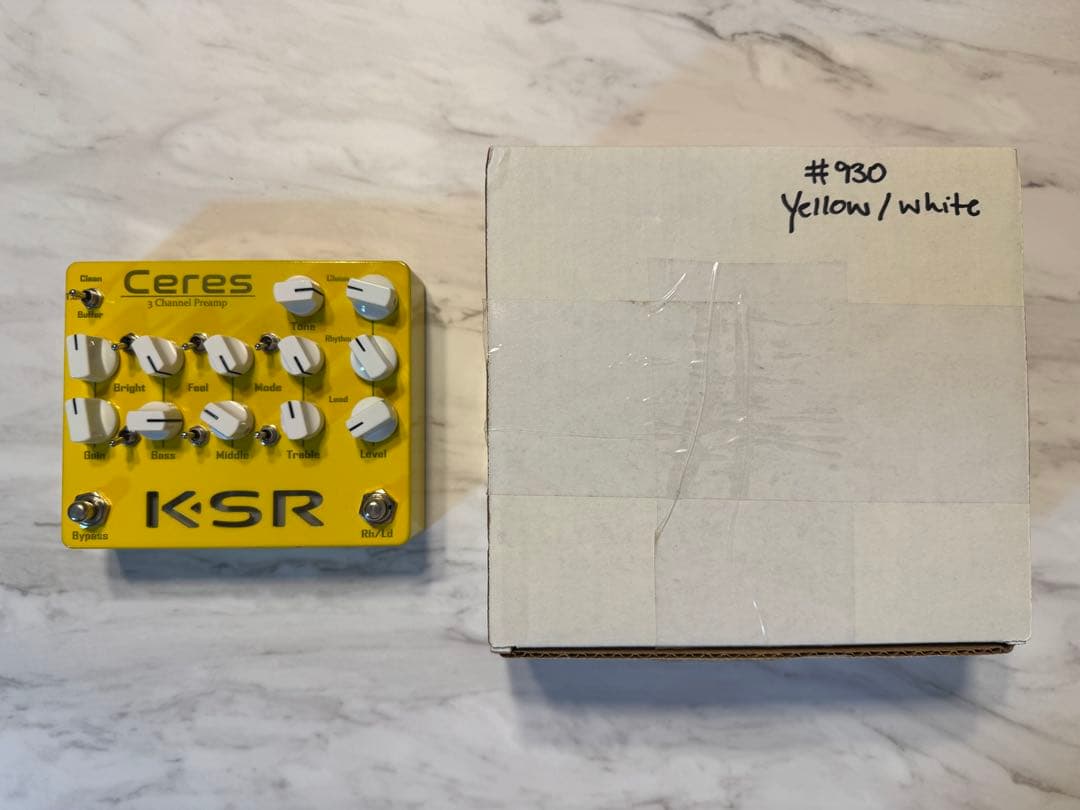 Clean
Ceres
3 Channel Preamp
Clean
Buffer
Tone
Rhythm
Bright
Feel
Mode
Lead
Gain
Bass
Middle
Treble
Level
K·SR
Bypass
Rh/Ld
#930
Yellow/white